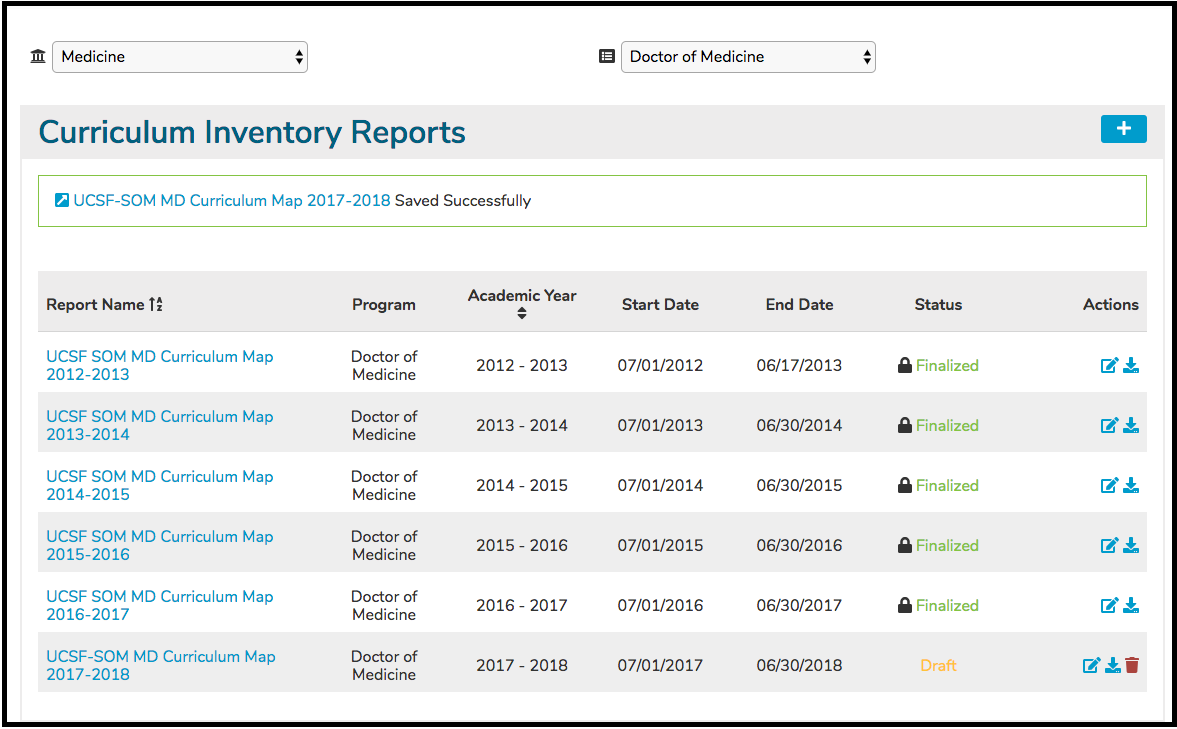 Medicine
Doctor of Medicine
Curriculum Inventory Reports
UCSF-SOM MD Curriculum Map 2017-2018 Saved Successfully
Report Name Program Academic Year Start Date End Date Status Actions
UCSF SOM MD Curriculum Map
2012-2013
Doctor of
Medicine
2012 - 2013 07/01/2012 06/17/2013 Finalized
UCSF SOM MD Curriculum Map
2013-2014
Doctor of
Medicine
2013 - 2014 07/01/2013 06/30/2014 Finalized
UCSF SOM MD Curriculum Map
2014-2015
Doctor of
Medicine
2014 - 2015 07/01/2014 06/30/2015 Finalized
UCSF SOM MD Curriculum Map
2015-2016
Doctor of
Medicine
2015 - 2016 07/01/2015 06/30/2016 Finalized
UCSF SOM MD Curriculum Map
2016-2017
Doctor of
Medicine
2016 - 2017 07/01/2016 06/30/2017 Finalized
UCSF-SOM MD Curriculum Map
2017-2018
Doctor of
Medicine
2017 - 2018 07/01/2017 06/30/2018 Draft